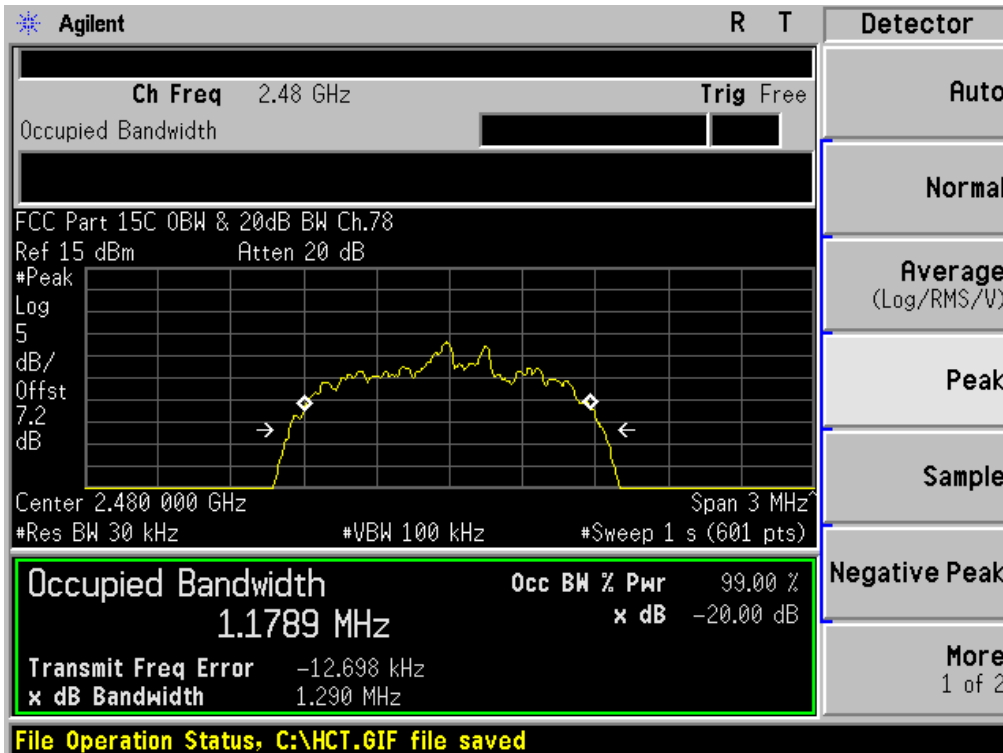 Agilent
R T
Detector
Ch Freq 2.48 GHz
Trig Free
Occupied Bandwidth
FCC Part 15C OBW & 20dB BW Ch.78
Ref 15 dBm Atten 20 dB
#Peak
Log
5
dB/
Offst
7.2
dB
Center 2.480 000 GHz
Span 3 MHz^
#Res BW 30 kHz #VBW 100 kHz #Sweep 1 s (601 pts)
Occupied Bandwidth
1.1789 MHz
Occ BW % Pwr 99.00 %
x dB -20.00 dB
Transmit Freq Error -12.698 kHz
x dB Bandwidth 1.290 MHz
File Operation Status, C:\HCT.GIF file saved
Auto
Normal
Average
(Log/RMS/V)
Peak
Sample
Negative Peak
More
1 of 2